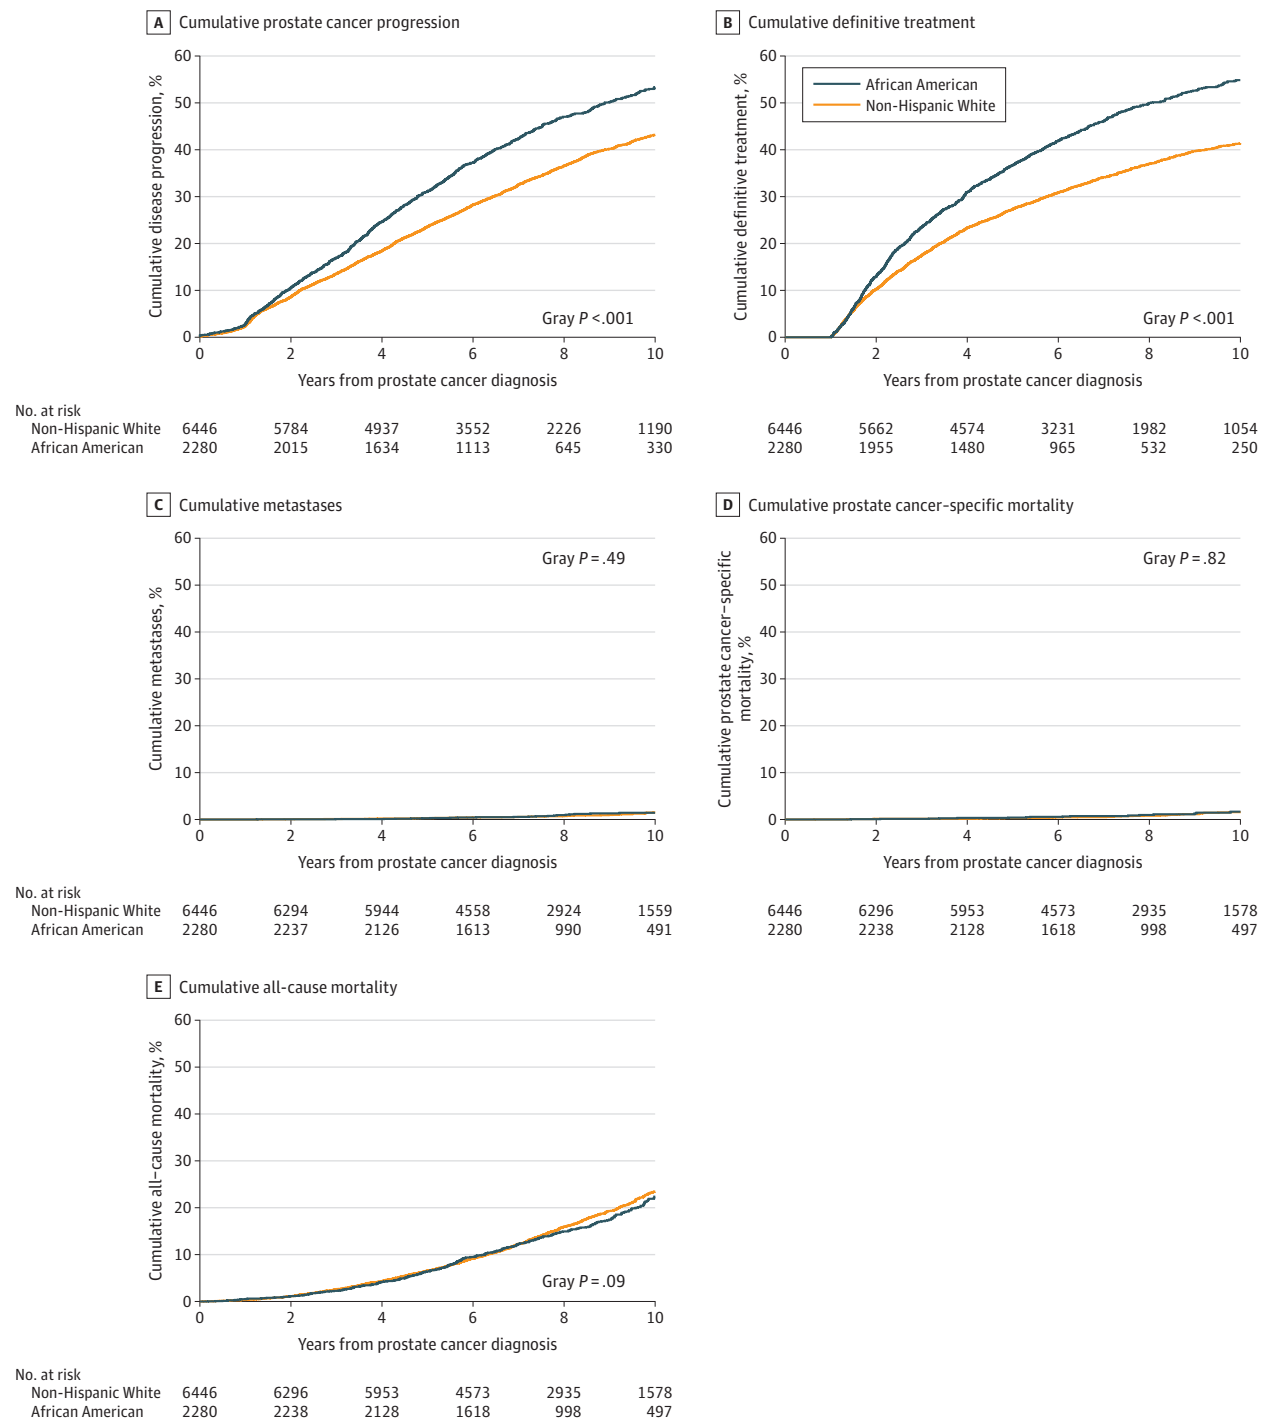 A Cumulative prostate cancer progression
Cumulative disease progression, %
60
50
40
30
20
10
0
Gray P <.001
0 2 4 6 8 10
Years from prostate cancer diagnosis
No. at risk
Non-Hispanic White 6446 5784 4937 3552 2226 1190
African American 2280 2015 1634 1113 645 330
B Cumulative definitive treatment
Cumulative definitive treatment, %
60
50
40
30
20
10
0
African American
Non-Hispanic White
Gray P <.001
0 2 4 6 8 10
Years from prostate cancer diagnosis
6446 5662 4574 3231 1982 1054
2280 1955 1480 965 532 250
C Cumulative metastases
Cumulative metastases, %
60
50
40
30
20
10
0
Gray P = .49
0 2 4 6 8 10
Years from prostate cancer diagnosis
No. at risk
Non-Hispanic White 6446 6294 5944 4558 2924 1559
African American 2280 2237 2126 1613 990 491
D Cumulative prostate cancer-specific mortality
Cumulative prostate cancer–specific
mortality, %
60
50
40
30
20
10
0
Gray P = .82
0 2 4 6 8 10
Years from prostate cancer diagnosis
6446 6296 5953 4573 2935 1578
2280 2238 2128 1618 998 497
E Cumulative all-cause mortality
Cumulative all–cause mortality, %
60
50
40
30
20
10
0
Gray P = .09
0 2 4 6 8 10
Years from prostate cancer diagnosis
No. at risk
Non-Hispanic White 6446 6296 5953 4573 2935 1578
African American 2280 2238 2128 1618 998 497